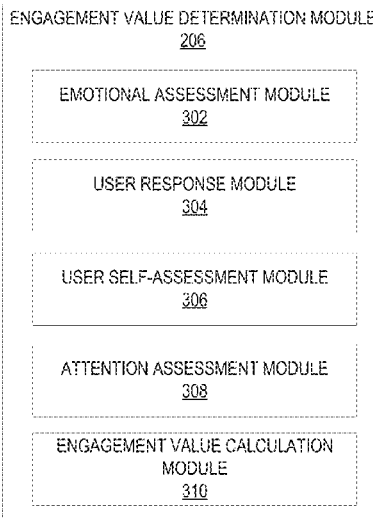 ENGAGEMENT VALUE DETERMINATION MODULE
206
EMOTIONAL ASSESSMENT MODULE
302
USER RESPONSE MODULE
304
USER SELF-ASSESSMENT MODULE
306
ATTENTION ASSESSMENT MODULE
308
ENGAGEMENT VALUE CALCULATION
MODULE
310